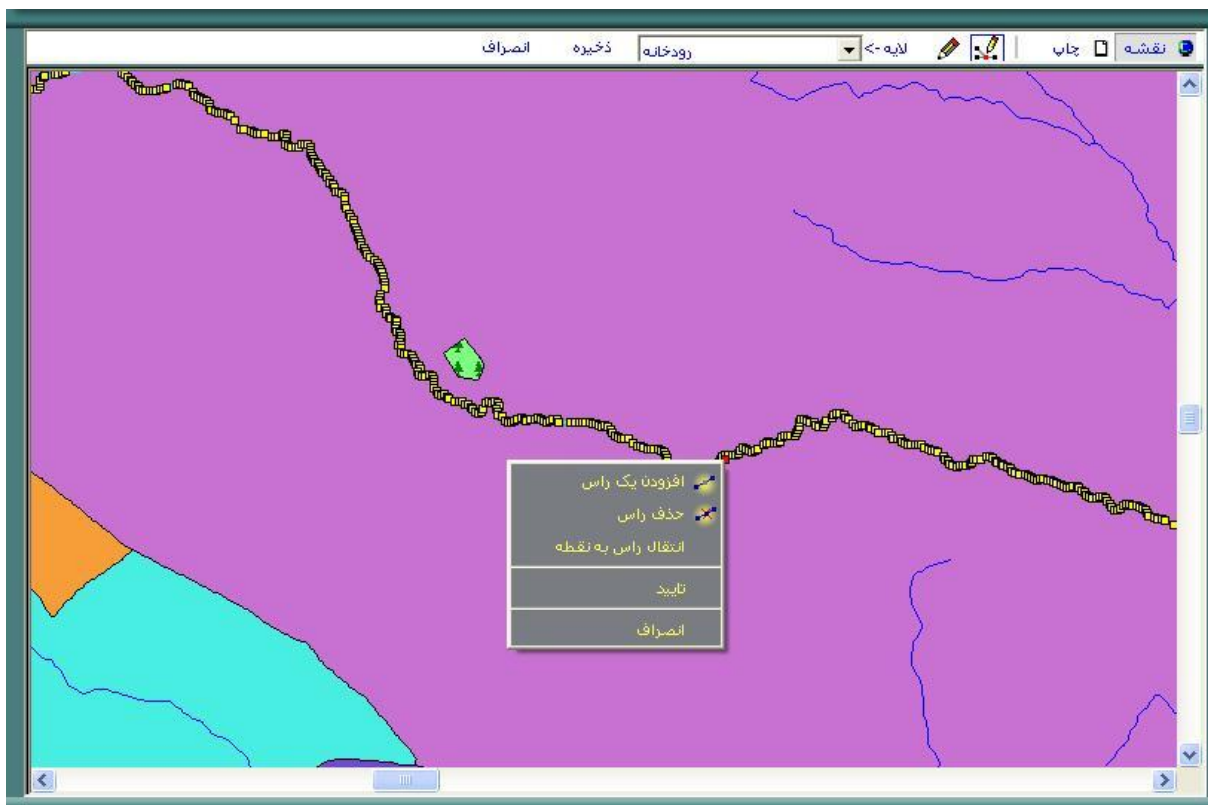 نقشه چاپ لایه -> رودخانه ذخیره انصراف
افزودن یک راس
حذف راس
انتقال راس به نقطه
تایید
انصراف